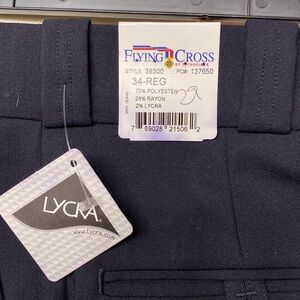 FLYING CROSS
STYLE: 39300 PO#: 137650
34-REG
70% POLYESTER
28% RAYON
2% LYCRA
7 89028 21506 2
LYCRA
www.lycra.com